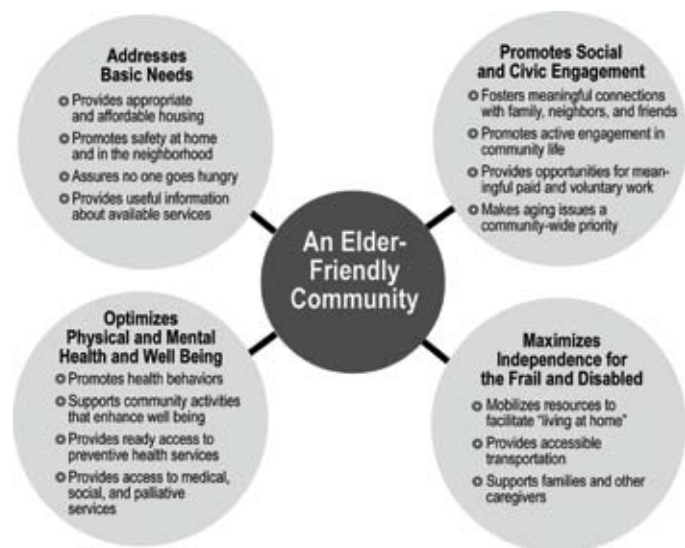 Addresses
Basic Needs
Provides appropriate
and affordable housing
Promotes safety at home
and in the neighborhood
Assures no one goes hungry
Provides useful information
about available services
Promotes Social
and Civic Engagement
Fosters meaningful connections
with family, neighbors, and friends
Promotes active engagement in
community life
Provides opportunities for mean-
ingful paid and voluntary work
Makes aging issues a
community-wide priority
An Elder-
Friendly
Community
Optimizes
Physical and Mental
Health and Well Being
Promotes health behaviors
Supports community activities
that enhance well being
Provides ready access to
preventive health services
Provides access to medical,
social, and palliative
services
Maximizes
Independence for
the Frail and Disabled
Mobilizes resources to
facilitate “living at home”
Provides accessible
transportation
Supports families and other
caregivers